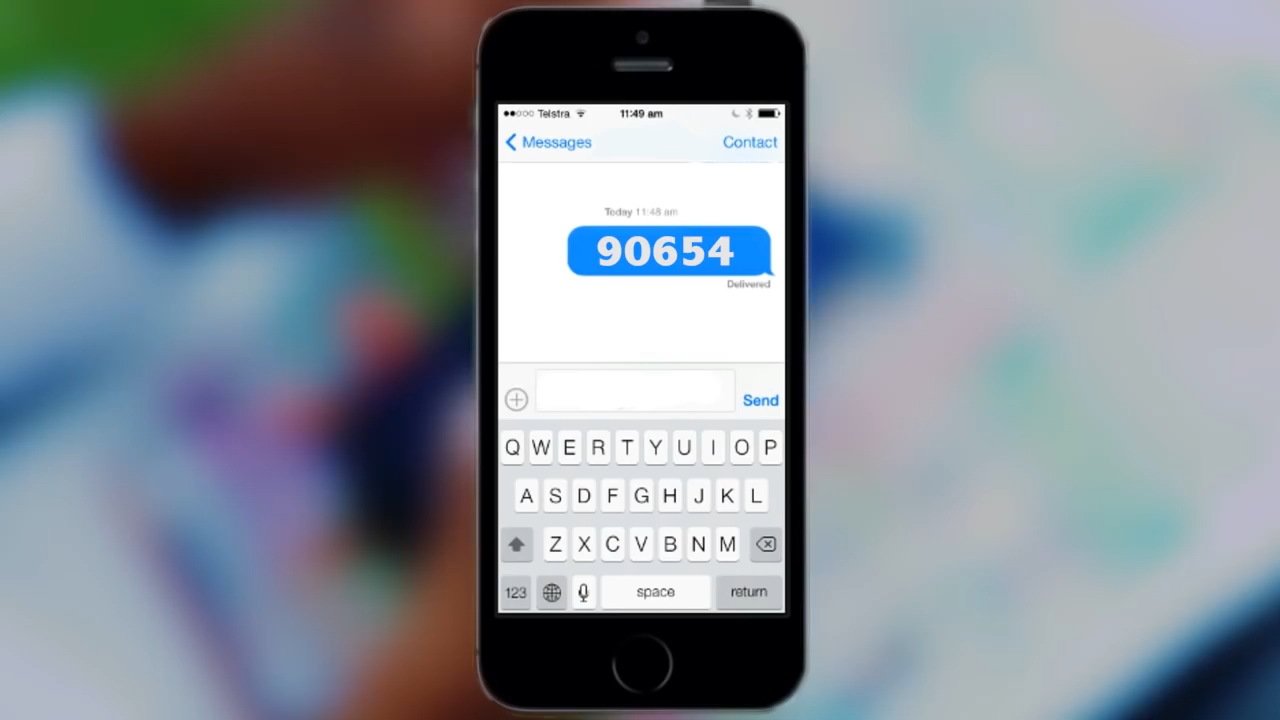 Telstra 11:49 am
Messages Contact
Today 11:48 am
90654
Delivered
Send
Q W E R T Y U I O P
A S D F G H J K L
Z X C V B N M
123 space return